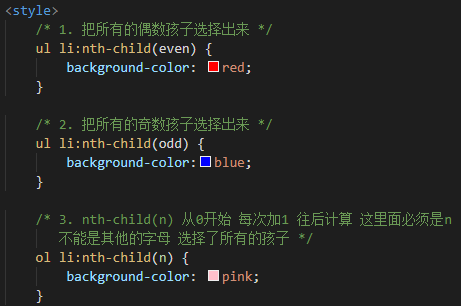 <style>
/* 1. 把所有的偶数孩子选择出来 */
ul li:nth-child(even) {
background-color: red;
}
/* 2. 把所有的奇数孩子选择出来 */
ul li:nth-child(odd) {
background-color: blue;
}
/* 3. nth-child(n) 从0开始 每次加1 往后计算 这里面必须是n
不能是其他的字母 选择了所有的孩子 */
ol li:nth-child(n) {
background-color: pink;
}